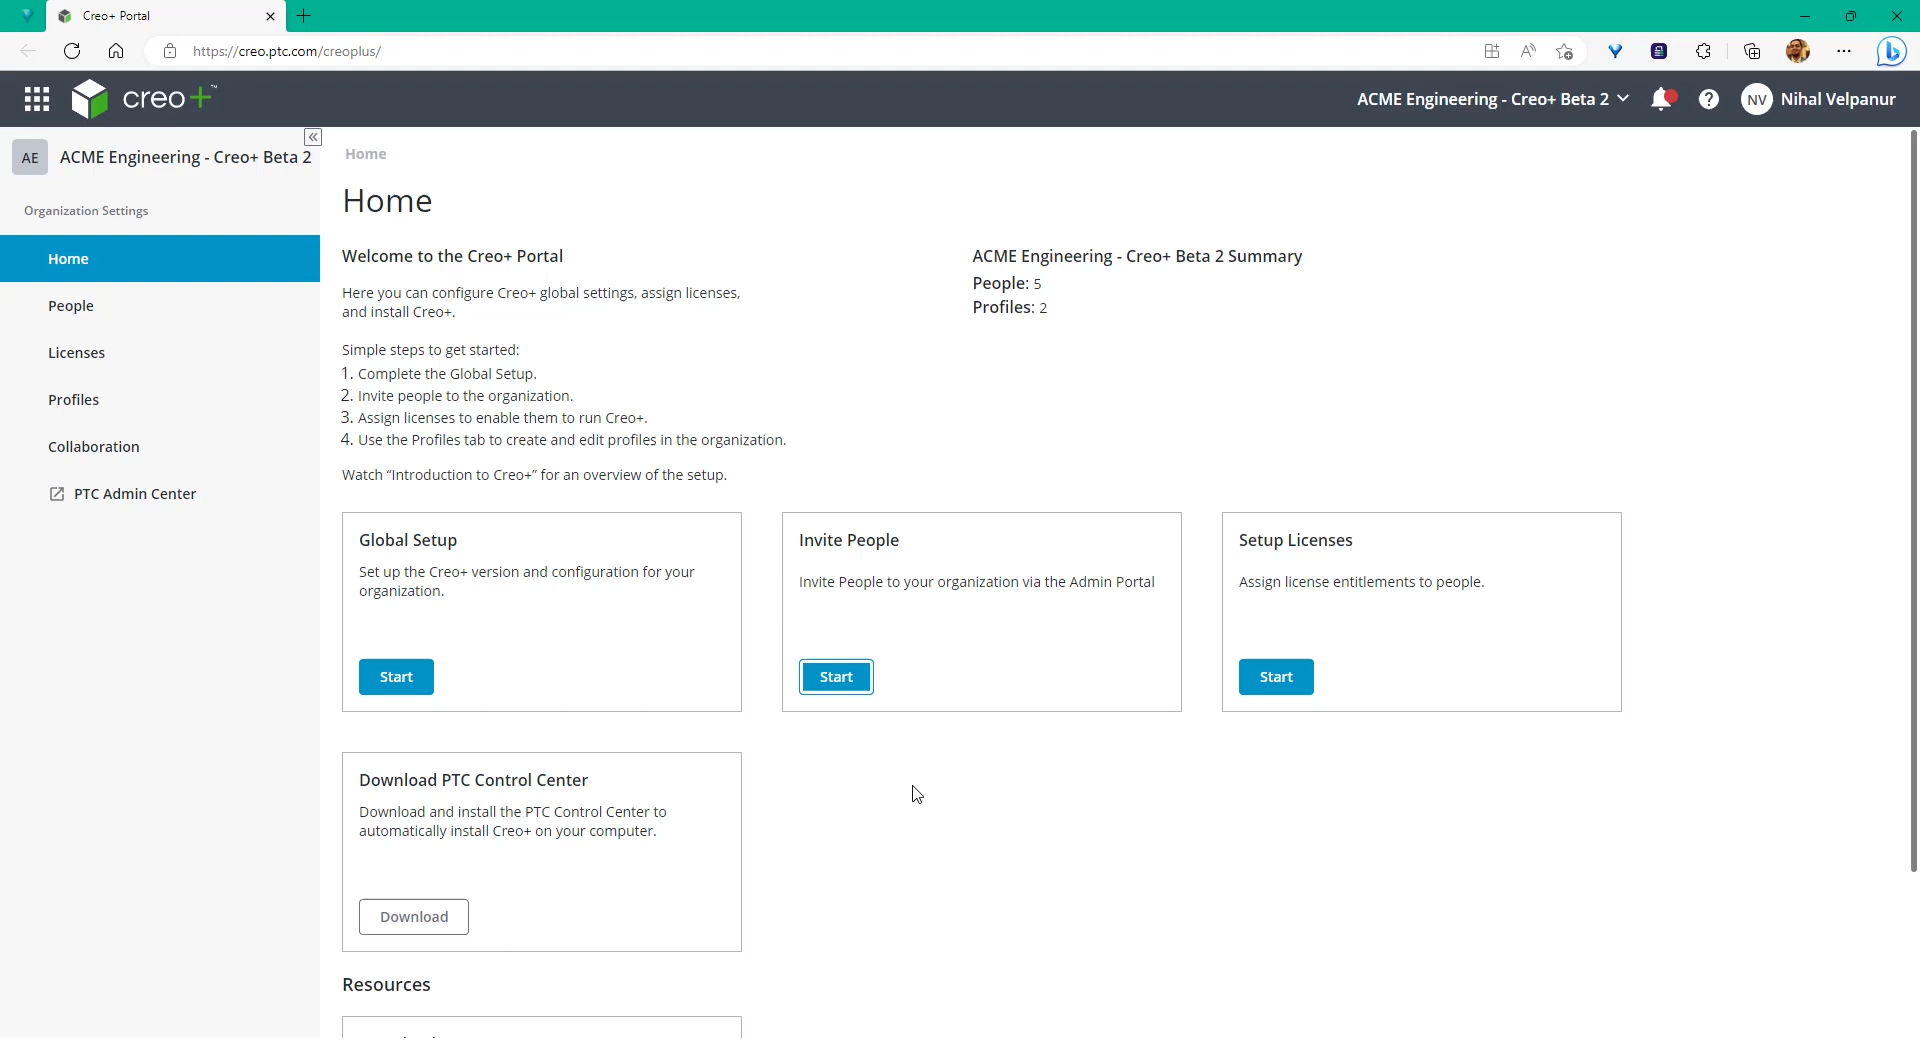 Creo+ Portal
https://creo.ptc.com/creoplus/
creo+™
ACME Engineering - Creo+ Beta 2
NV
Nihal Velpanur
AE
ACME Engineering - Creo+ Beta 2
Organization Settings
Home
People
Licenses
Profiles
Collaboration
PTC Admin Center
Home
Home
Welcome to the Creo+ Portal
Here you can configure Creo+ global settings, assign licenses,
and install Creo+.
Simple steps to get started:
1. Complete the Global Setup.
2. Invite people to the organization.
3. Assign licenses to enable them to run Creo+.
4. Use the Profiles tab to create and edit profiles in the organization.
Watch “Introduction to Creo+” for an overview of the setup.
ACME Engineering - Creo+ Beta 2 Summary
People: 5
Profiles: 2
Global Setup
Set up the Creo+ version and configuration for your
organization.
Start
Invite People
Invite People to your organization via the Admin Portal
Start
Setup Licenses
Assign license entitlements to people.
Start
Download PTC Control Center
Download and install the PTC Control Center to
automatically install Creo+ on your computer.
Download
Resources